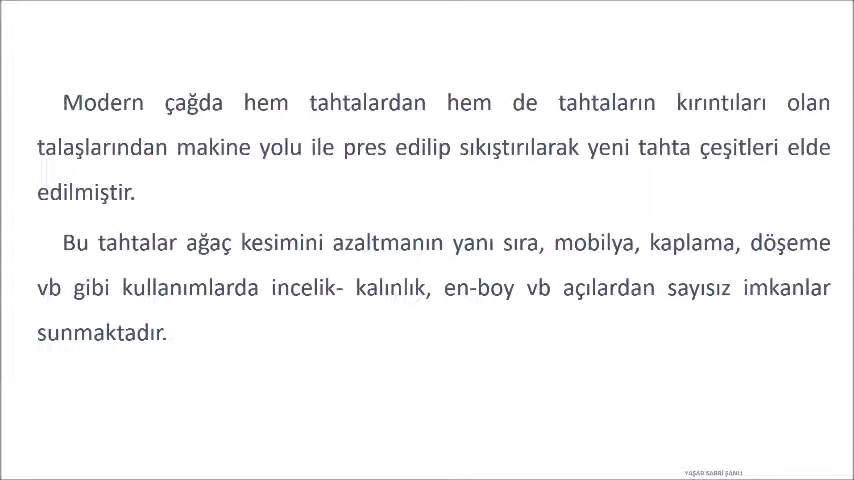 Modern çağda hem tahtalardan hem de tahtaların kırıntıları olan
talaşlarından makine yolu ile pres edilip sıkıştırılarak yeni tahta çeşitleri elde
edilmiştir.
Bu tahtalar ağaç kesimini azaltmanın yanı sıra, mobilya, kaplama, döşeme
vb gibi kullanımlarda incelik- kalınlık, en-boy vb açılardan sayısız imkanlar
sunmaktadır.
YAŞAR SABRİ ŞANLI